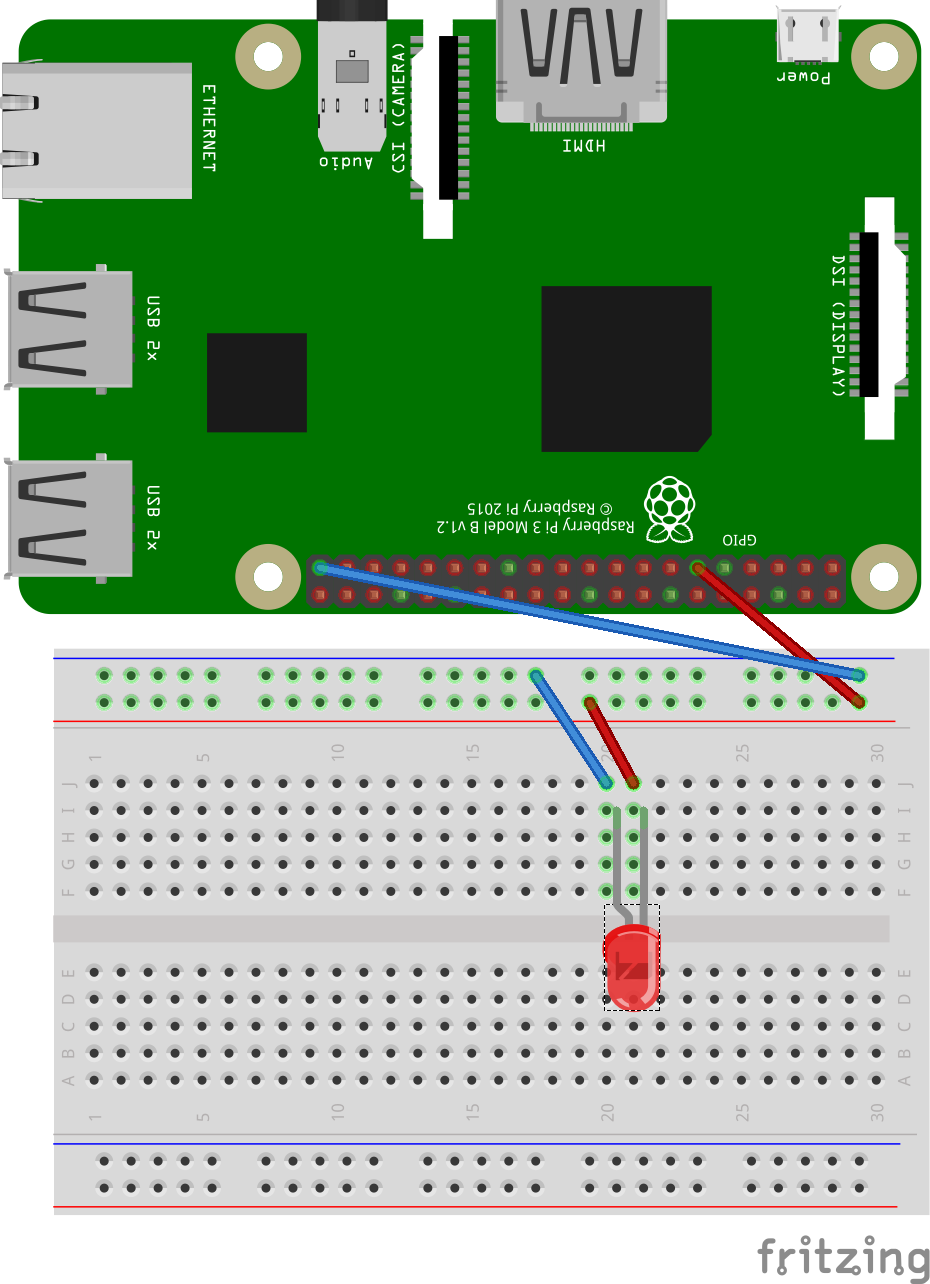 Power
ETHERNET
CSI (CAMERA)
Audio
HDMI
DSI (DISPLAY)
USB 2x
USB 2x
Raspberry Pi 3 Model B v1.2
© Raspberry Pi 2015
GPIO
1 5 10 15 20 25 30
J J
I I
H H
G G
F F
E E
D D
C C
B B
A A
1 5 10 15 20 25 30
fritzing